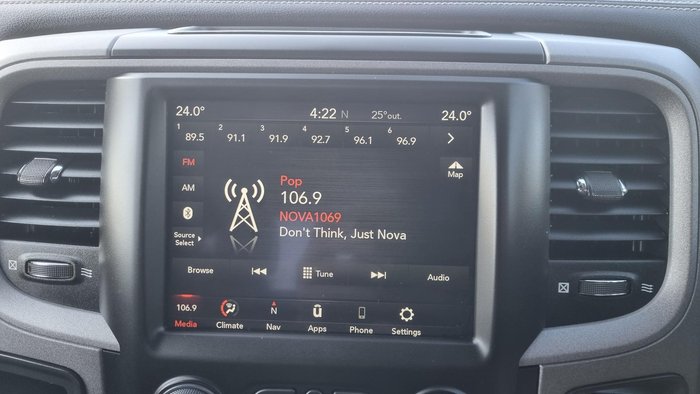 24.0° 4:22 N 25°out. 24.0°
1 89.5 2 91.1 3 91.9 4 92.7 5 96.1 6 96.9
FM
Pop
Map
106.9
AM
NOVA1069
Don't Think, Just Nova
Source
Select
Browse Tune Audio
106.9 N u
Media Climate Nav Apps Phone Settings